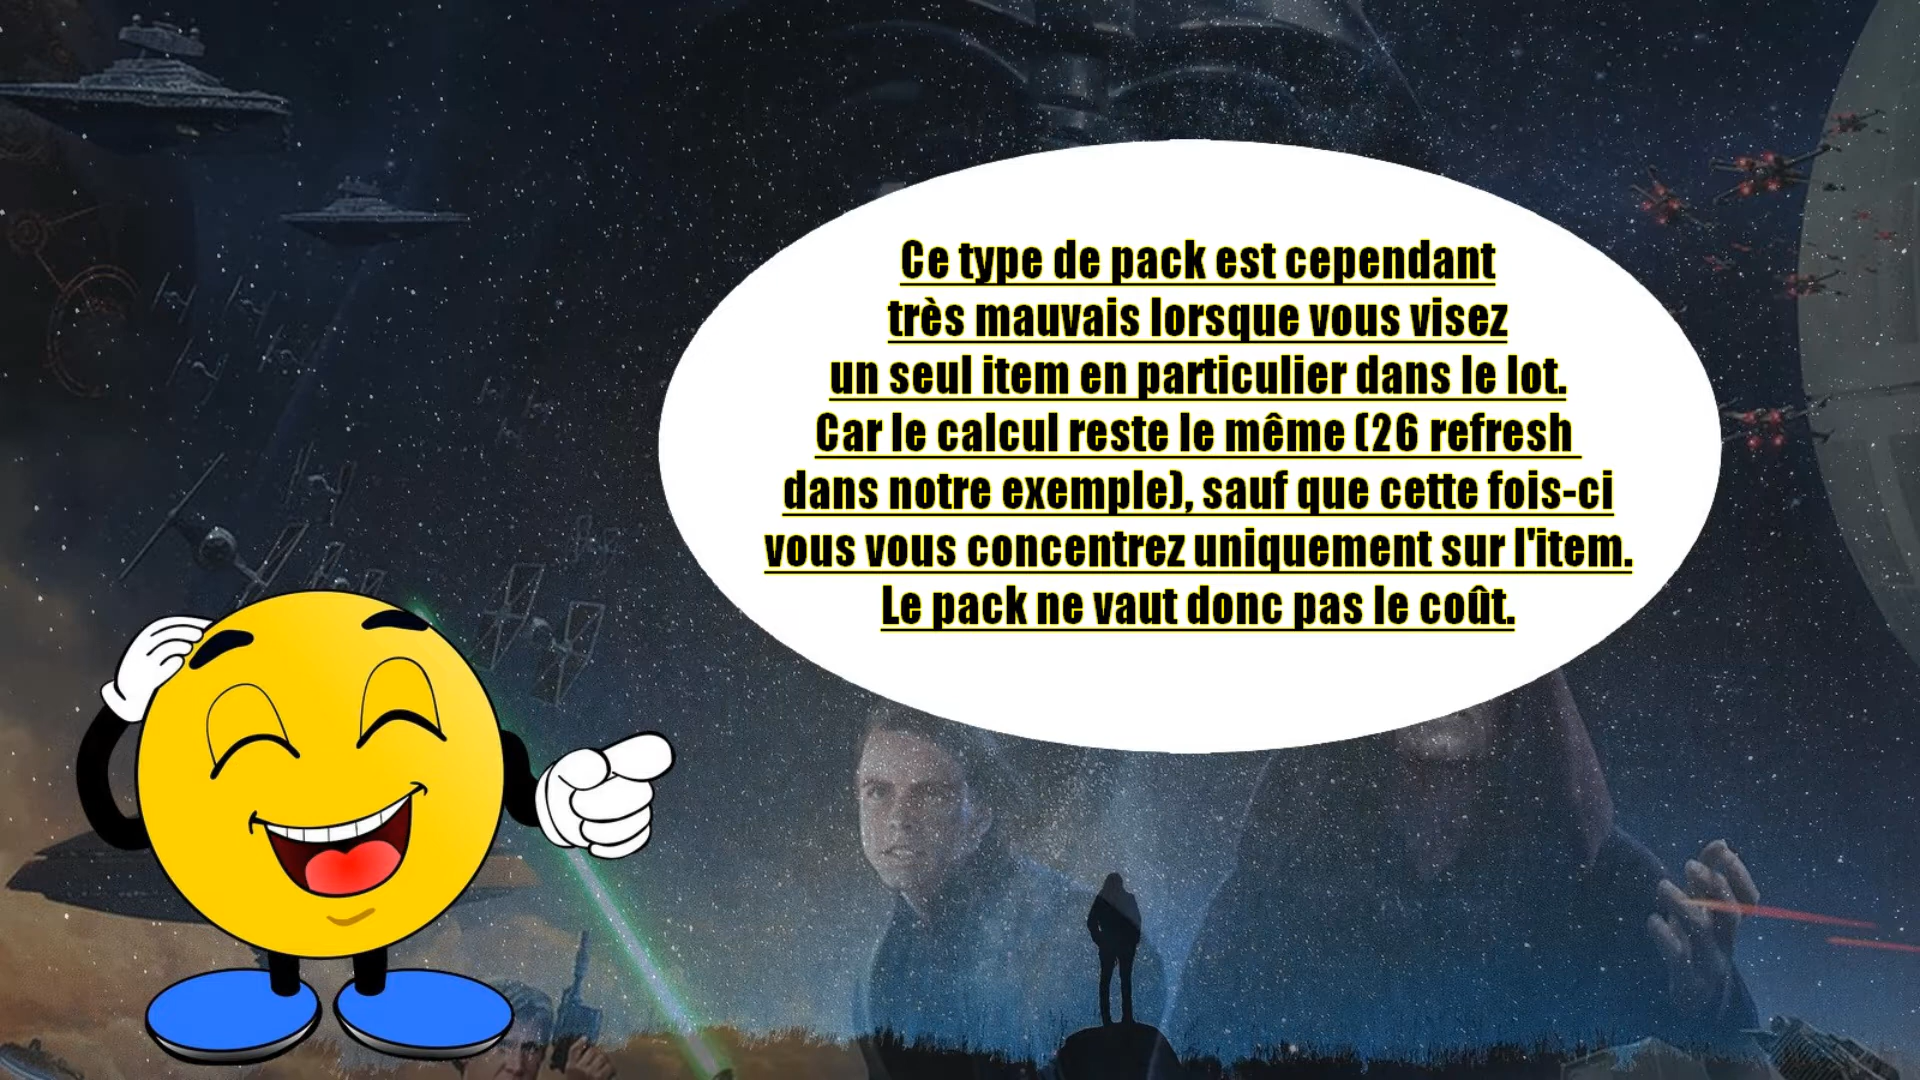 Ce type de pack est cependant
très mauvais lorsque vous visez
un seul item en particulier dans le lot.
Car le calcul reste le même (26 refresh
dans notre exemple), sauf que cette fois-ci
vous vous concentrez uniquement sur l'item.
Le pack ne vaut donc pas le coût.